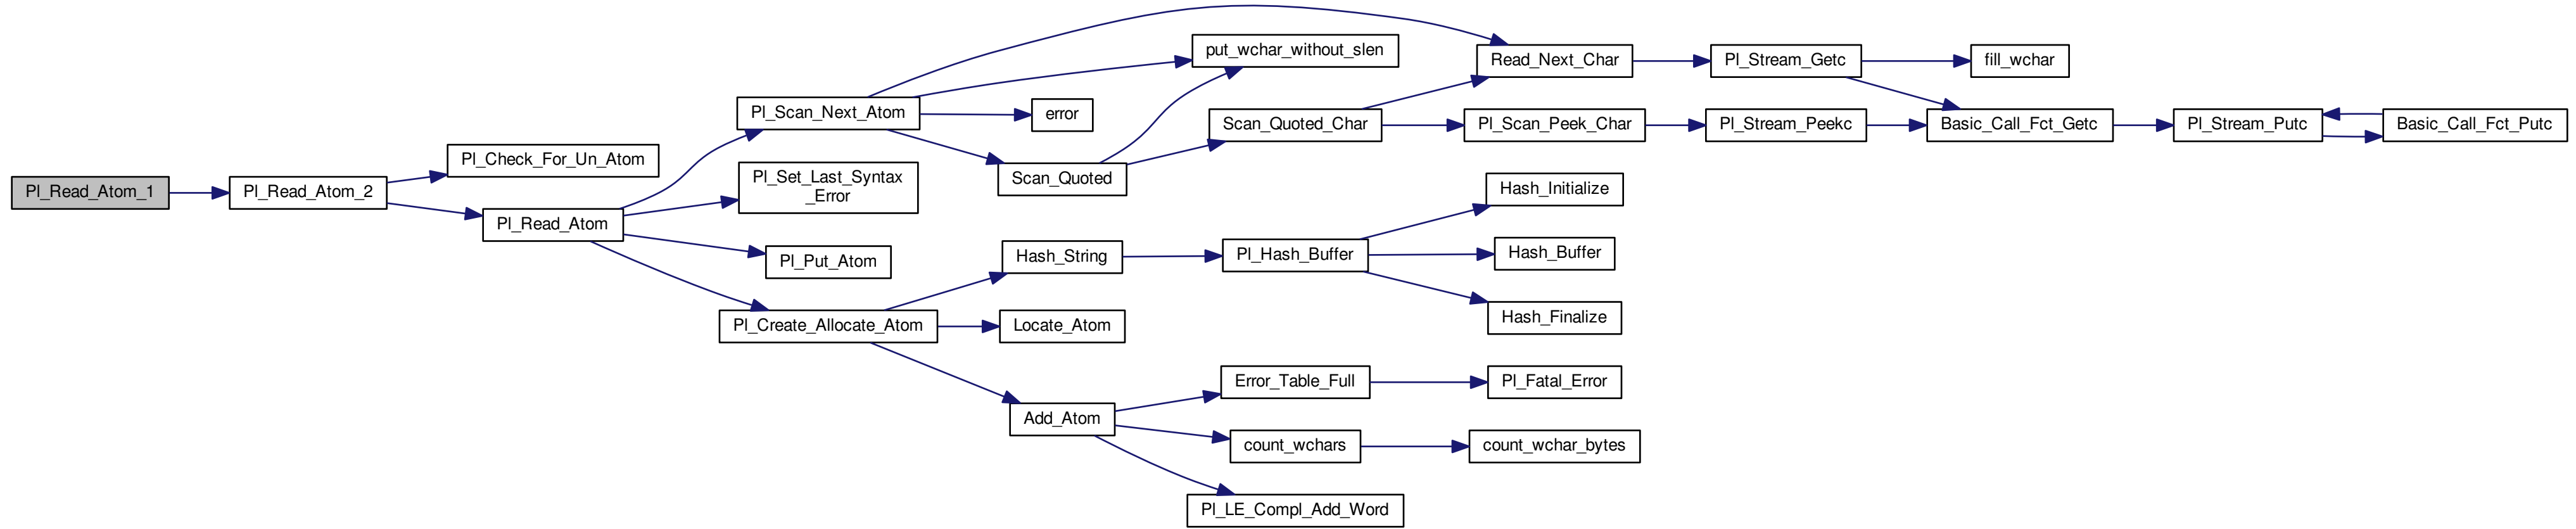 Pl_Read_Atom_1
Pl_Read_Atom_2
Pl_Check_For_Un_Atom
Pl_Read_Atom
Pl_Scan_Next_Atom
Pl_Set_Last_Syntax
_Error
Pl_Put_Atom
Pl_Create_Allocate_Atom
put_wchar_without_slen
error
Scan_Quoted
Hash_String
Locate_Atom
Add_Atom
Scan_Quoted_Char
Pl_Hash_Buffer
Error_Table_Full
count_wchars
Pl_LE_Compl_Add_Word
Read_Next_Char
Pl_Scan_Peek_Char
Hash_Initialize
Hash_Buffer
Hash_Finalize
Pl_Fatal_Error
count_wchar_bytes
Pl_Stream_Getc
Pl_Stream_Peekc
fill_wchar
Basic_Call_Fct_Getc
Pl_Stream_Putc
Basic_Call_Fct_Putc